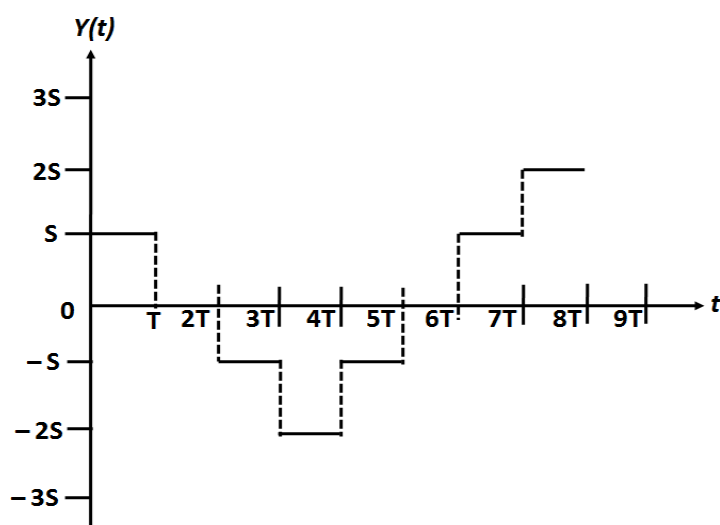 Y(t)
3S
2S
S
0
T 2T 3T 4T 5T 6T 7T 8T 9T t
– S
– 2S
– 3S